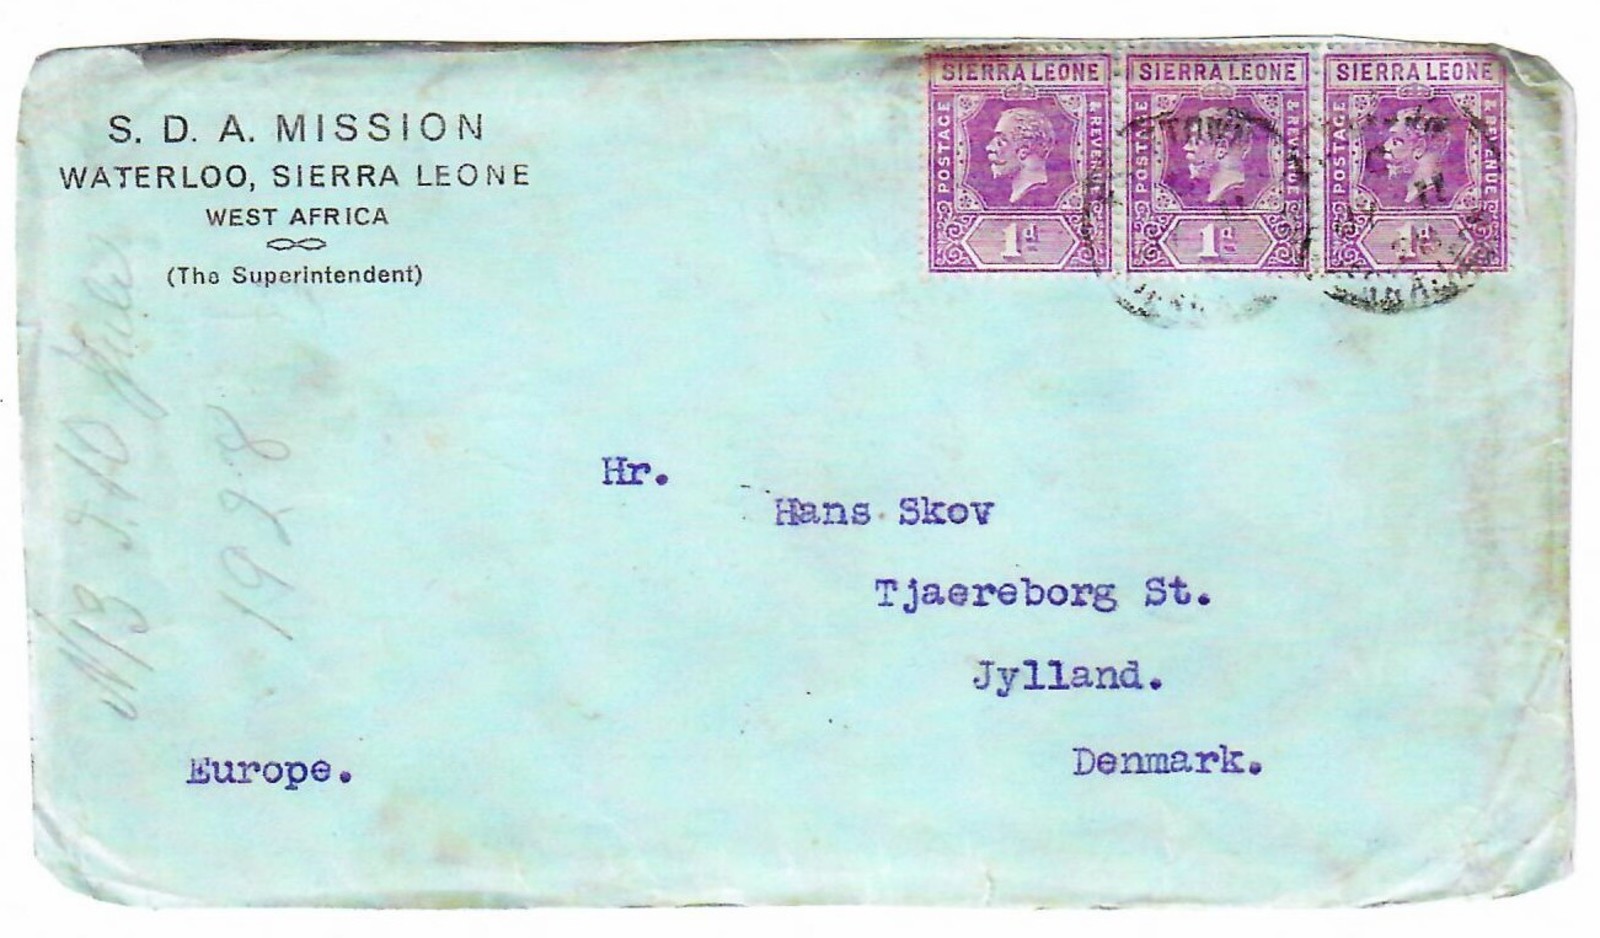 S. D. A. MISSION
WATERLOO, SIERRA LEONE
WEST AFRICA
(The Superintendent)
SIERRA LEONE
POSTAGE
& REVENUE
1d
SIERRA LEONE
POSTAGE
& REVENUE
1d
SIERRA LEONE
POSTAGE
& REVENUE
1d
TOWN
Hr.
Hans Skov
Tjaereborg St.
Jylland.
Denmark.
Europe.
1928